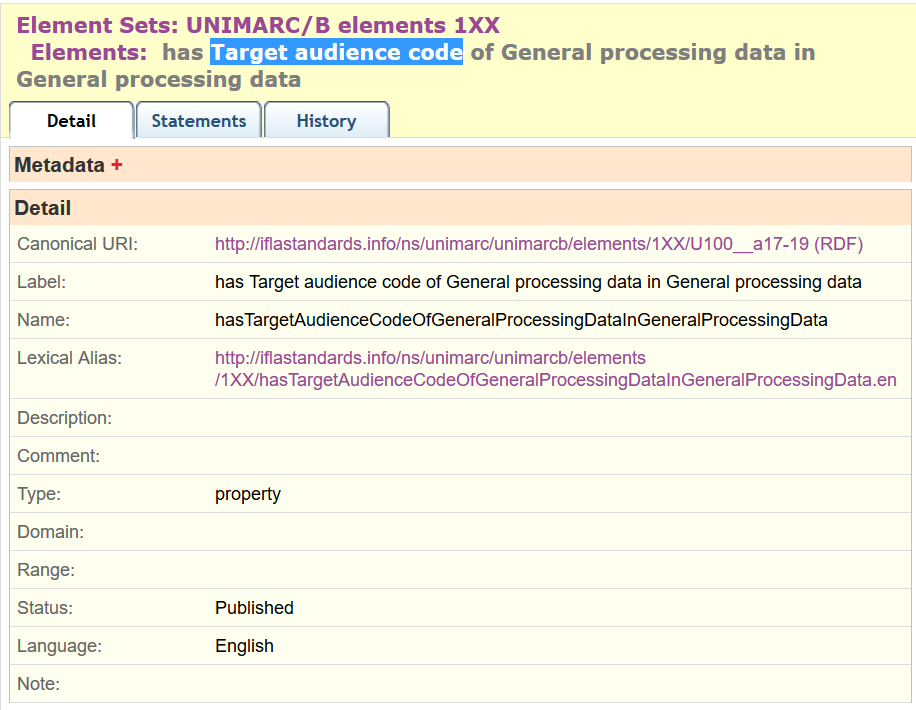 Element Sets: UNIMARC/B elements 1XX
Elements: has Target audience code of General processing data in
General processing data
Detail Statements History
Metadata +
Detail
Canonical URI: http://iflastandards.info/ns/unimarc/unimarcb/elements/1XX/U100__a17-19 (RDF)
Label: has Target audience code of General processing data in General processing data
Name: hasTargetAudienceCodeOfGeneralProcessingDataInGeneralProcessingData
Lexical Alias: http://iflastandards.info/ns/unimarc/unimarcb/elements
/1XX/hasTargetAudienceCodeOfGeneralProcessingDataInGeneralProcessingData.en
Description:
Comment:
Type: property
Domain:
Range:
Status: Published
Language: English
Note: